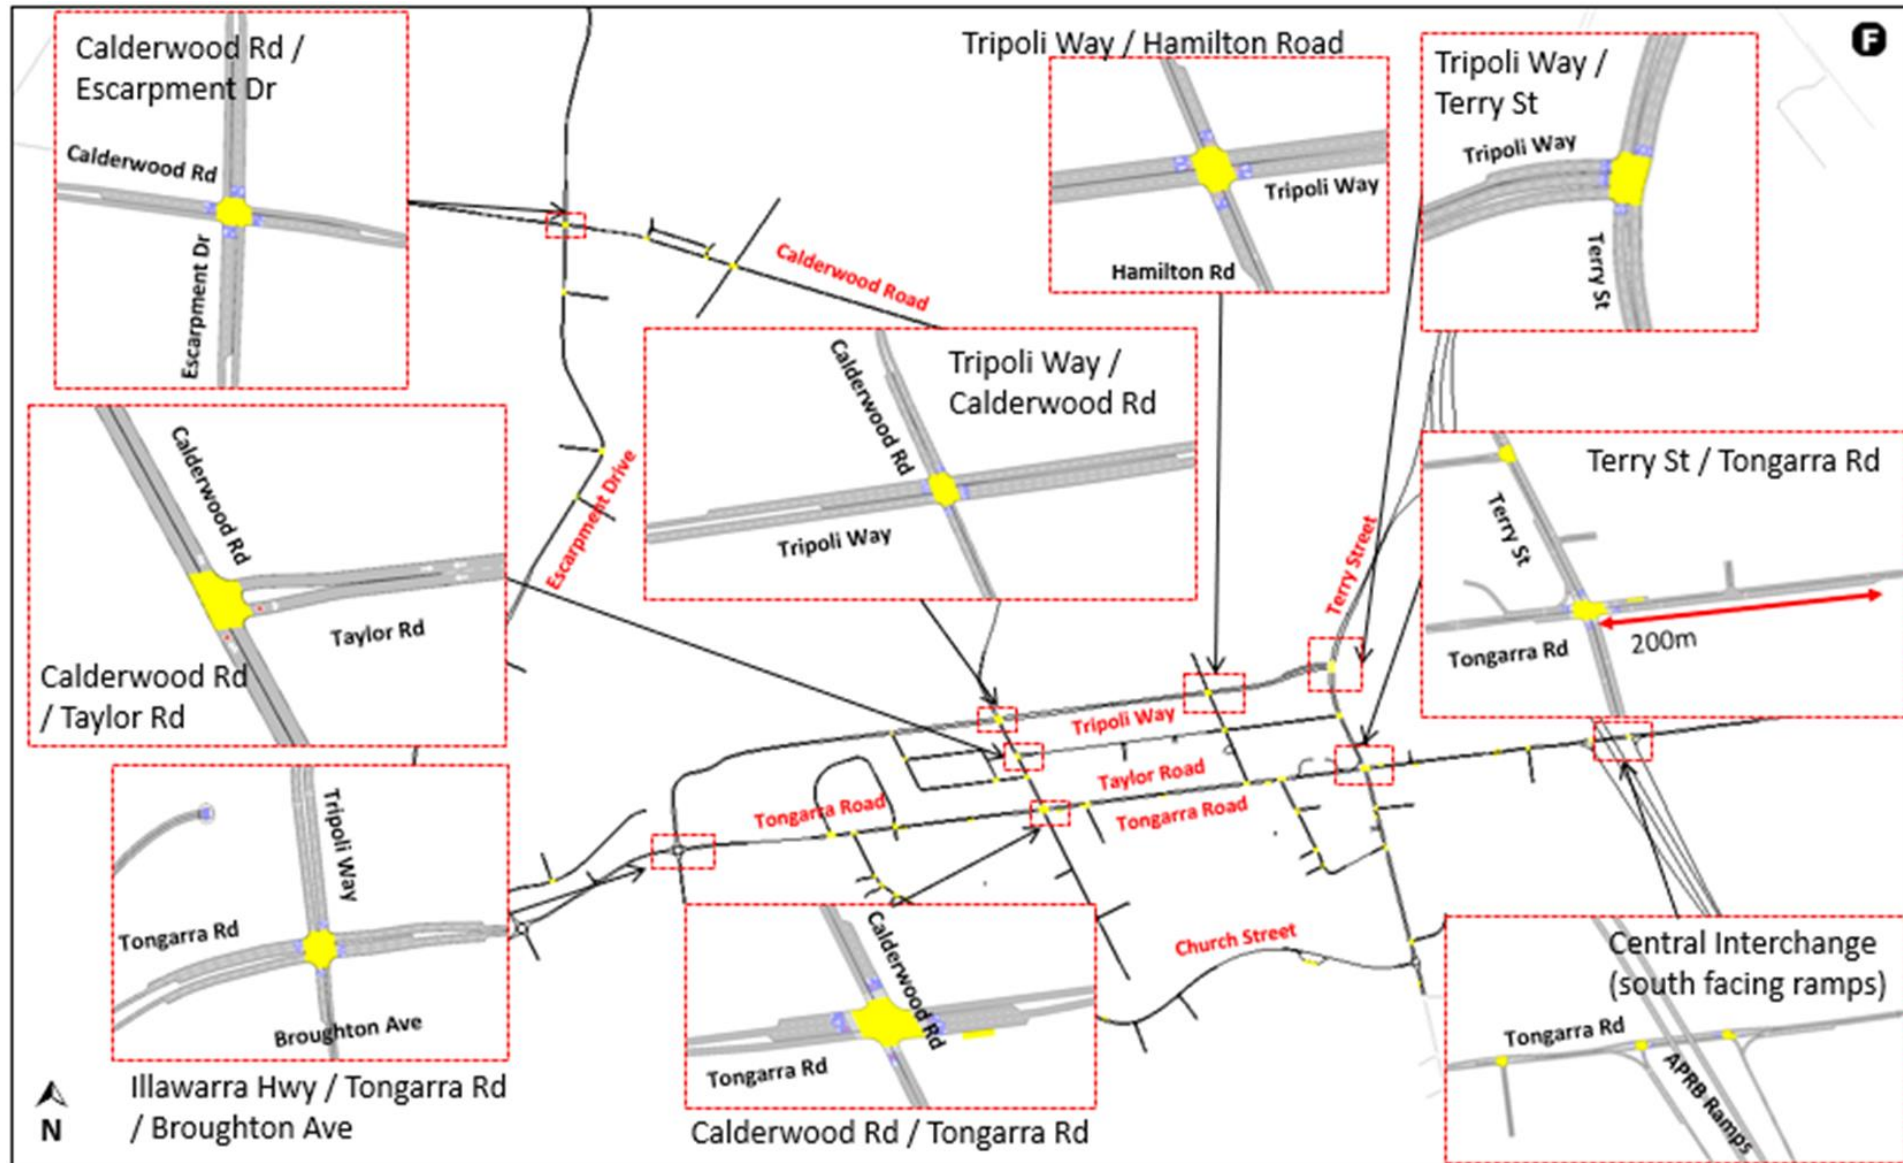 Calderwood Rd /
Escarpment Dr
Calderwood Rd
Escarpment Dr
Tripoli Way / Hamilton Road
Tripoli Way
Hamilton Rd
Tripoli Way /
Terry St
Tripoli Way
Terry St
F
Calderwood Road
Tripoli Way /
Calderwood Rd
Calderwood Rd
Tripoli Way
Calderwood Rd
Taylor Rd
Calderwood Rd
/ Taylor Rd
Escarpment Drive
Terry Street
Terry St / Tongarra Rd
Terry St
Tongarra Rd
200m
Tripoli Way
Taylor Road
Tongarra Road
Tongarra Road
Church Street
Tripoli Way
Tongarra Rd
Broughton Ave
Illawarra Hwy / Tongarra Rd
/ Broughton Ave
Calderwood Rd
Tongarra Rd
Calderwood Rd / Tongarra Rd
Central Interchange
(south facing ramps)
Tongarra Rd
APRB Ramps
N